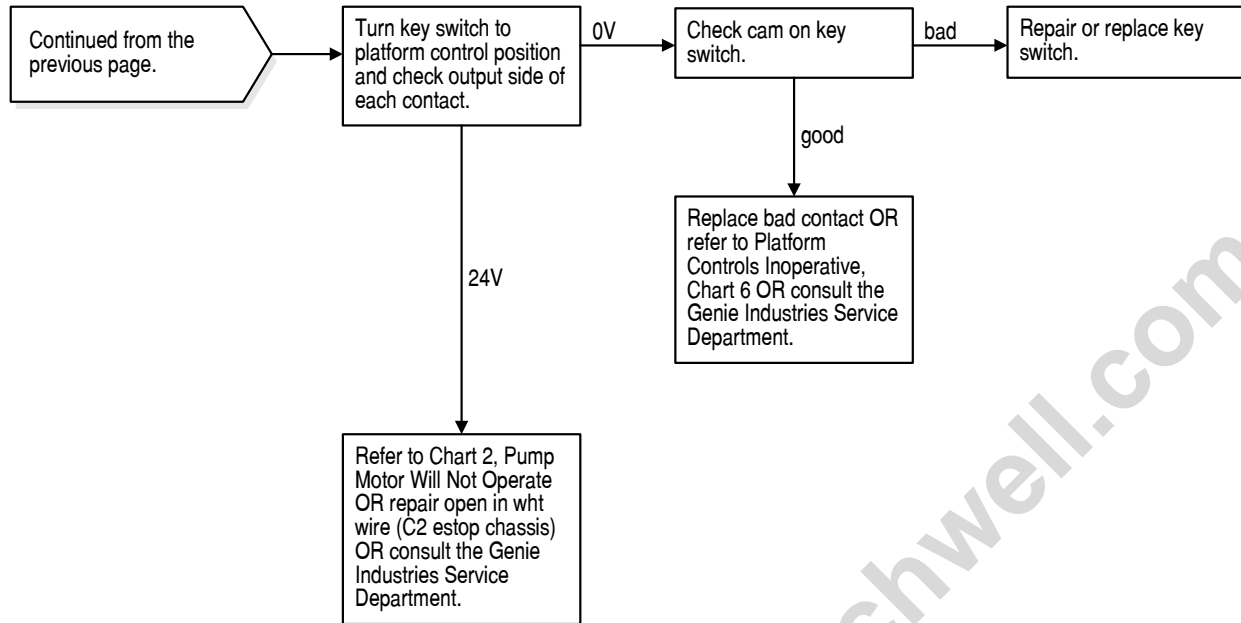 Continued from the
previous page.
Turn key switch to
platform control position
and check output side of
each contact.
0V
Check cam on key
switch.
bad
Repair or replace key
switch.
good
Replace bad contact OR
refer to Platform
Controls Inoperative,
Chart 6 OR consult the
Genie Industries Service
Department.
24V
Refer to Chart 2, Pump
Motor Will Not Operate
OR repair open in wht
wire (C2 estop chassis)
OR consult the Genie
Industries Service
Department.
chwell.com